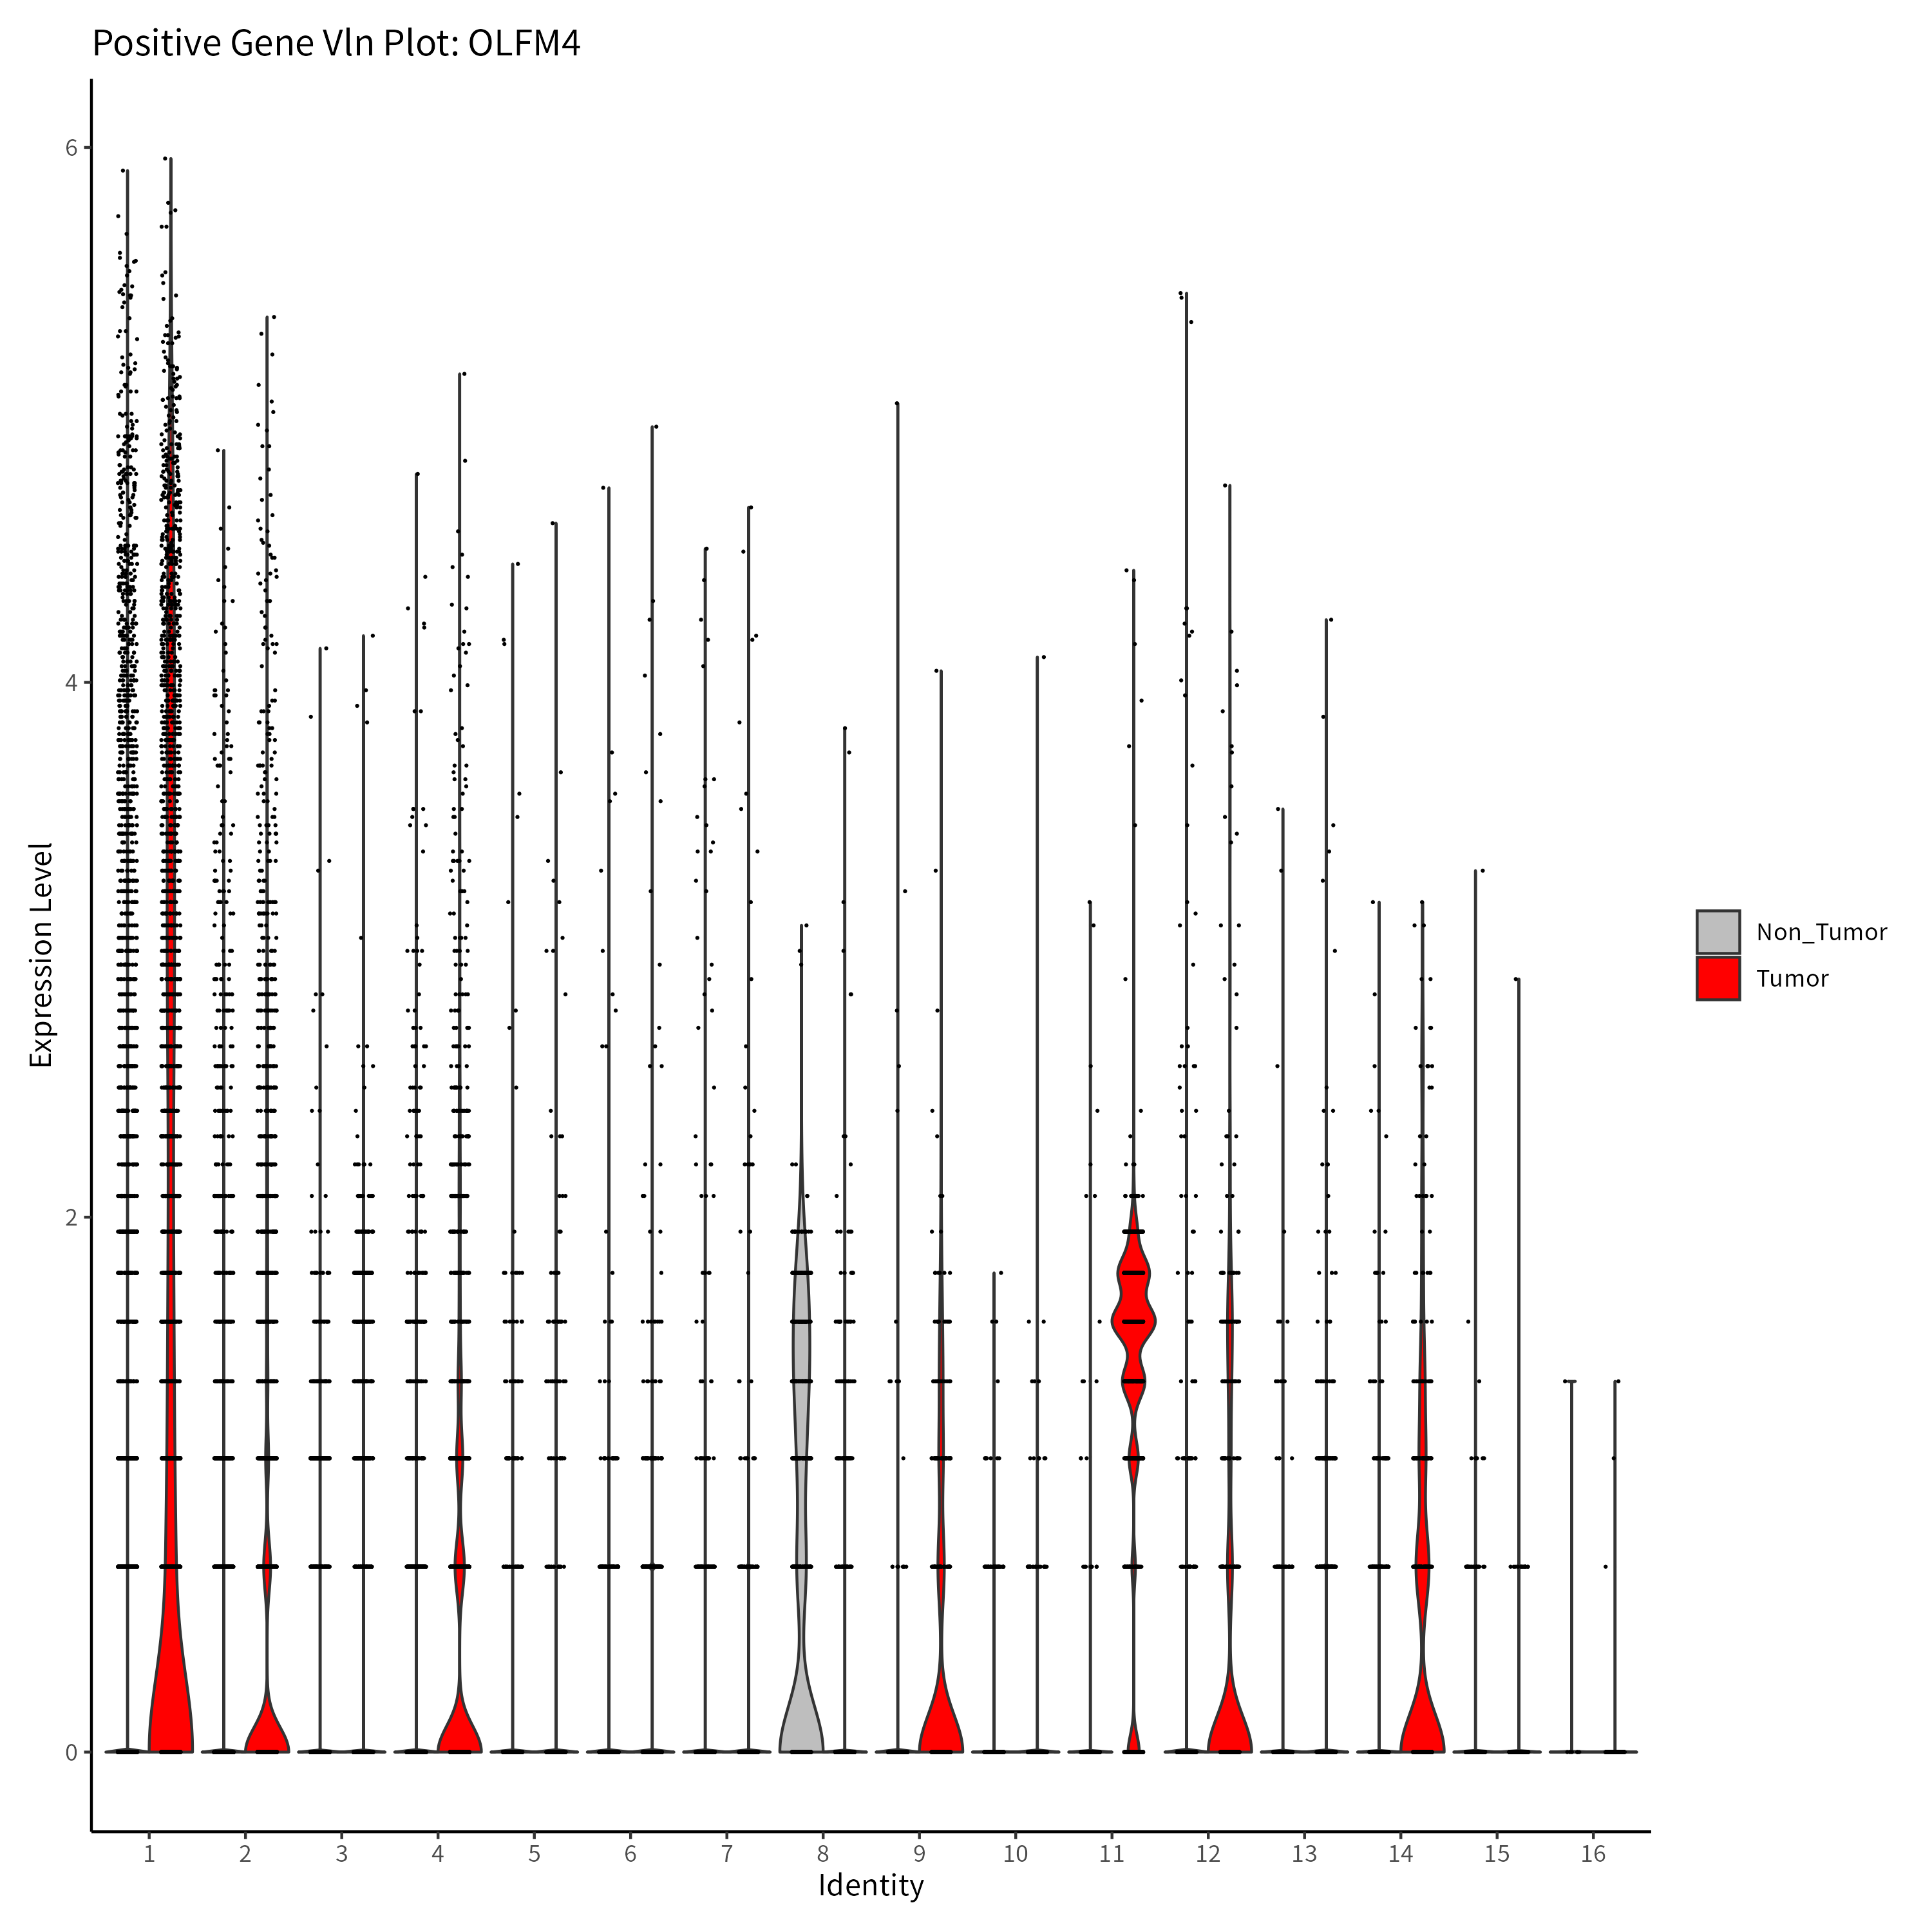 Positive Gene Vln Plot: OLFM4
6
4
2
0
Expression Level
1 2 3 4 5 6 7 8 9 10 11 12 13 14 15 16
Identity
Non_Tumor
Tumor